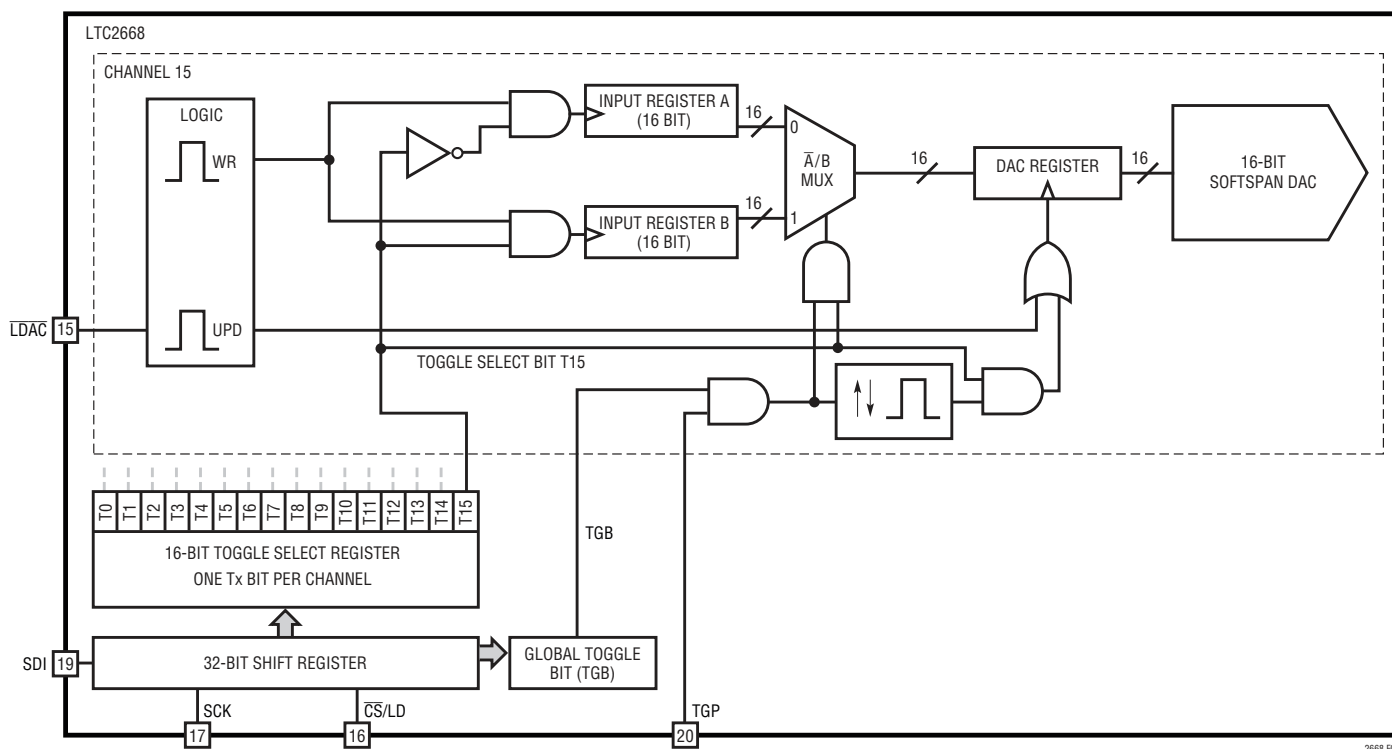 LTC2668
CHANNEL 15
LOGIC
WR
UPD
INPUT REGISTER A
(16 BIT)
16
0
INPUT REGISTER B
(16 BIT)
16
1
A̅/B
MUX
16
DAC REGISTER
16
16-BIT
SOFTSPAN DAC
L̅D̅A̅C̅
15
TOGGLE SELECT BIT T15
T0
T1
T2
T3
T4
T5
T6
T7
T8
T9
T10
T11
T12
T13
T14
T15
16-BIT TOGGLE SELECT REGISTER
ONE Tx BIT PER CHANNEL
TGB
SDI
19
32-BIT SHIFT REGISTER
GLOBAL TOGGLE
BIT (TGB)
SCK
C̅S̅/LD
TGP
17
16
20